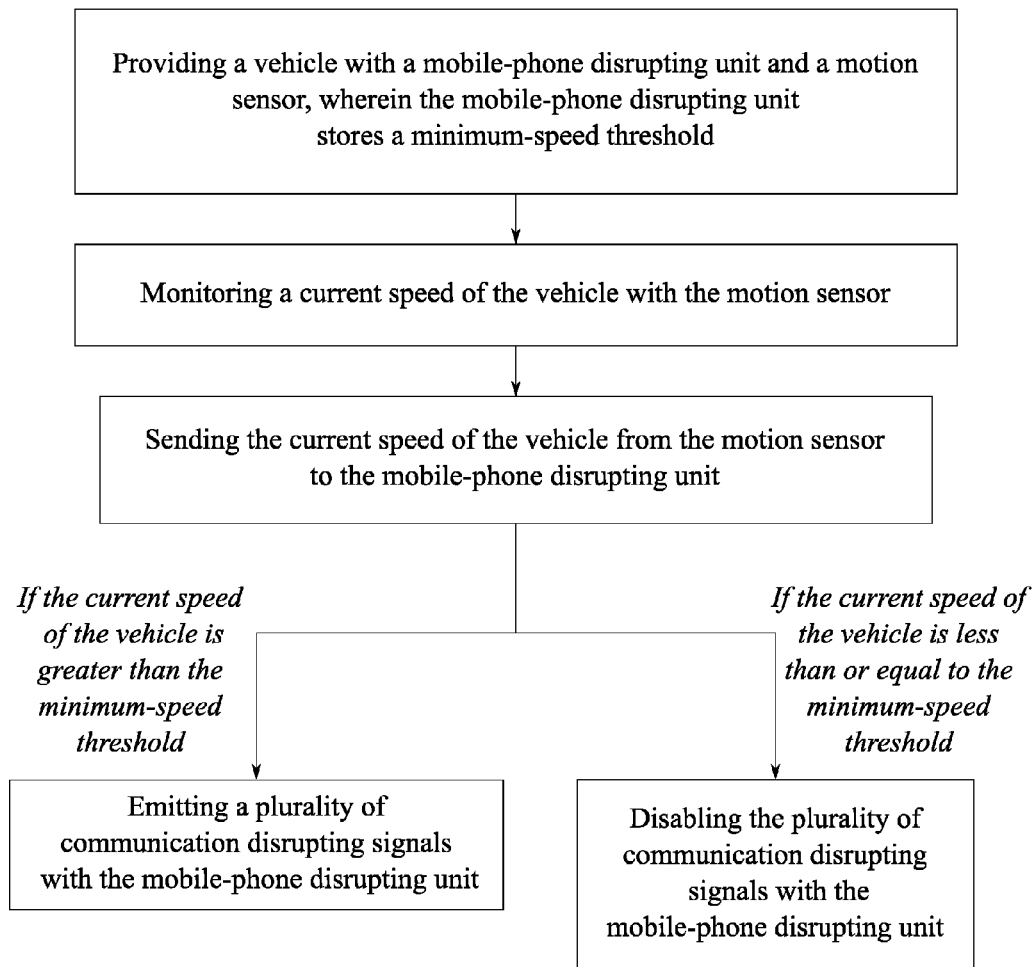 Providing a vehicle with a mobile-phone disrupting unit and a motion
sensor, wherein the mobile-phone disrupting unit
stores a minimum-speed threshold
Monitoring a current speed of the vehicle with the motion sensor
Sending the current speed of the vehicle from the motion sensor
to the mobile-phone disrupting unit
If the current speed
of the vehicle is
greater than the
minimum-speed
threshold
If the current speed of
the vehicle is less
than or equal to the
minimum-speed
threshold
Emitting a plurality of
communication disrupting signals
with the mobile-phone disrupting unit
Disabling the plurality of
communication disrupting
signals with the
mobile-phone disrupting unit